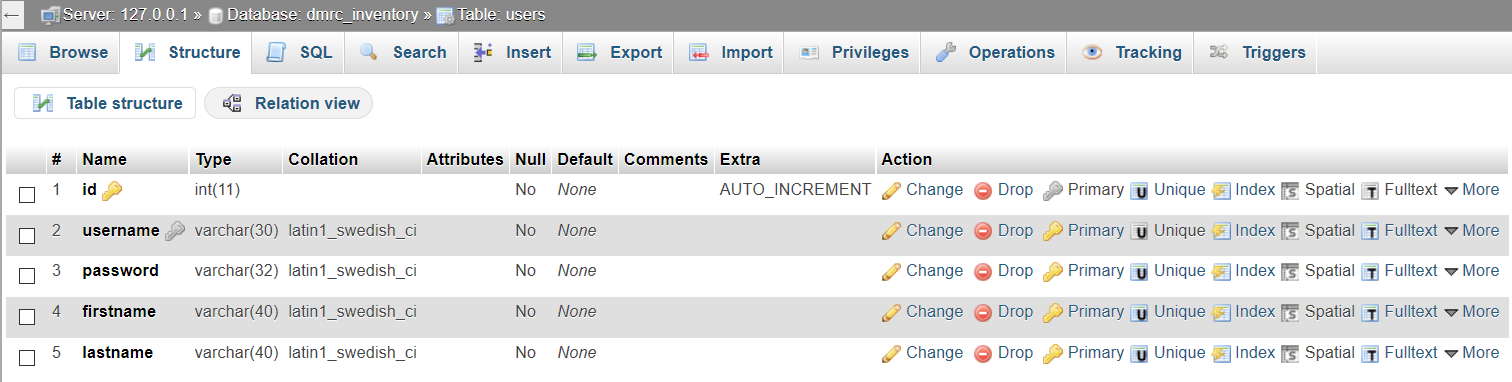 Server: 127.0.0.1 » Database: dmrc_inventory » Table: users
Browse Structure SQL Search Insert Export Import Privileges Operations Tracking Triggers
Table structure Relation view
# Name Type Collation Attributes Null Default Comments Extra Action
1 id int(11) No None AUTO_INCREMENT Change Drop Primary Unique Index Spatial Fulltext More
2 username varchar(30) latin1_swedish_ci No None Change Drop Primary Unique Index Spatial Fulltext More
3 password varchar(32) latin1_swedish_ci No None Change Drop Primary Unique Index Spatial Fulltext More
4 firstname varchar(40) latin1_swedish_ci No None Change Drop Primary Unique Index Spatial Fulltext More
5 lastname varchar(40) latin1_swedish_ci No None Change Drop Primary Unique Index Spatial Fulltext More